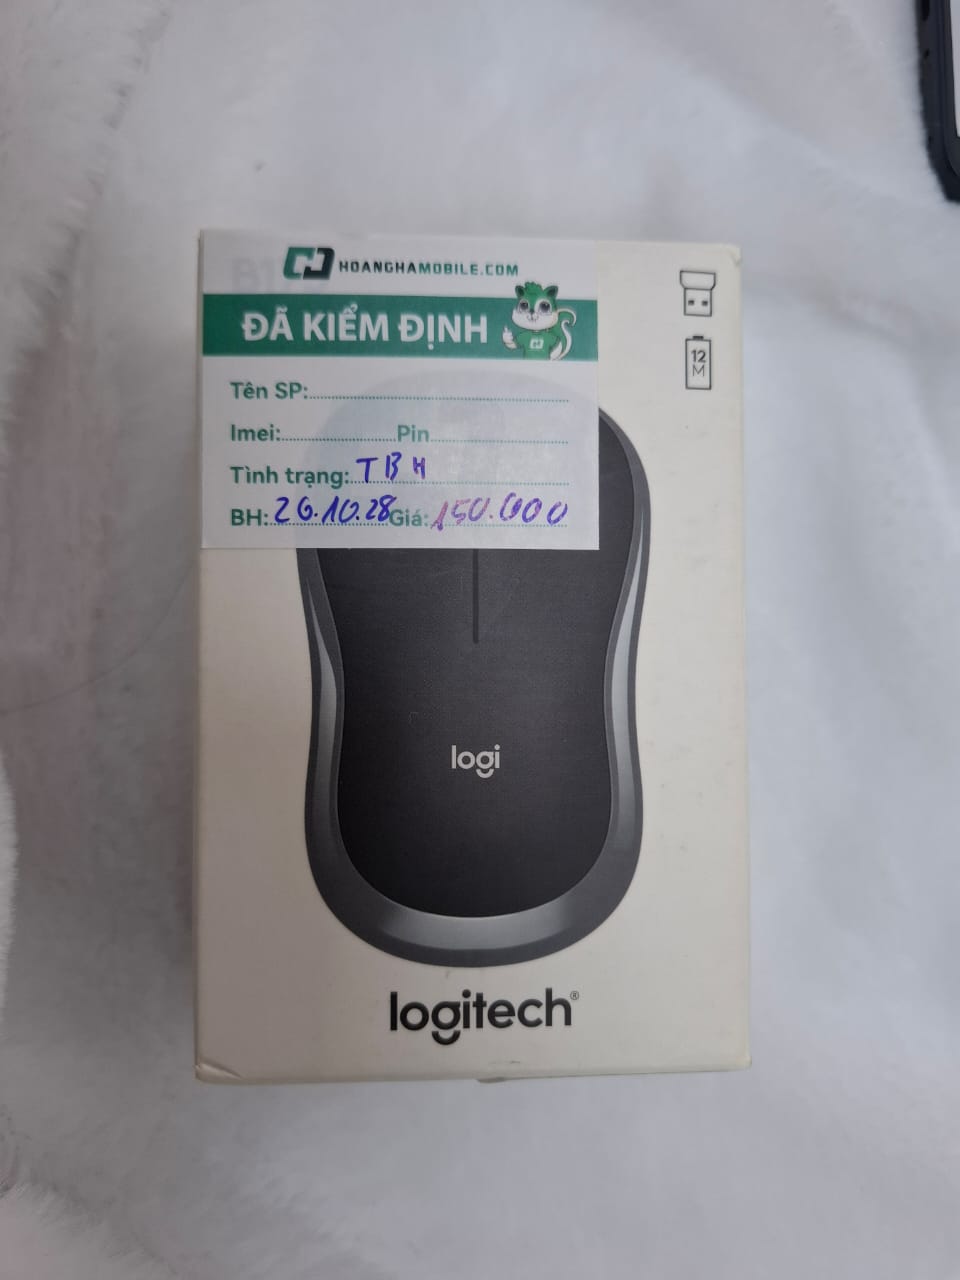 HOANGHAMOBILE.COM
ĐÃ KIỂM ĐỊNH
Tên SP:
Imei: Pin
Tình trạng: TBH
BH: 26.10.28 Giá: 150.000
12
M
logi
logitech®